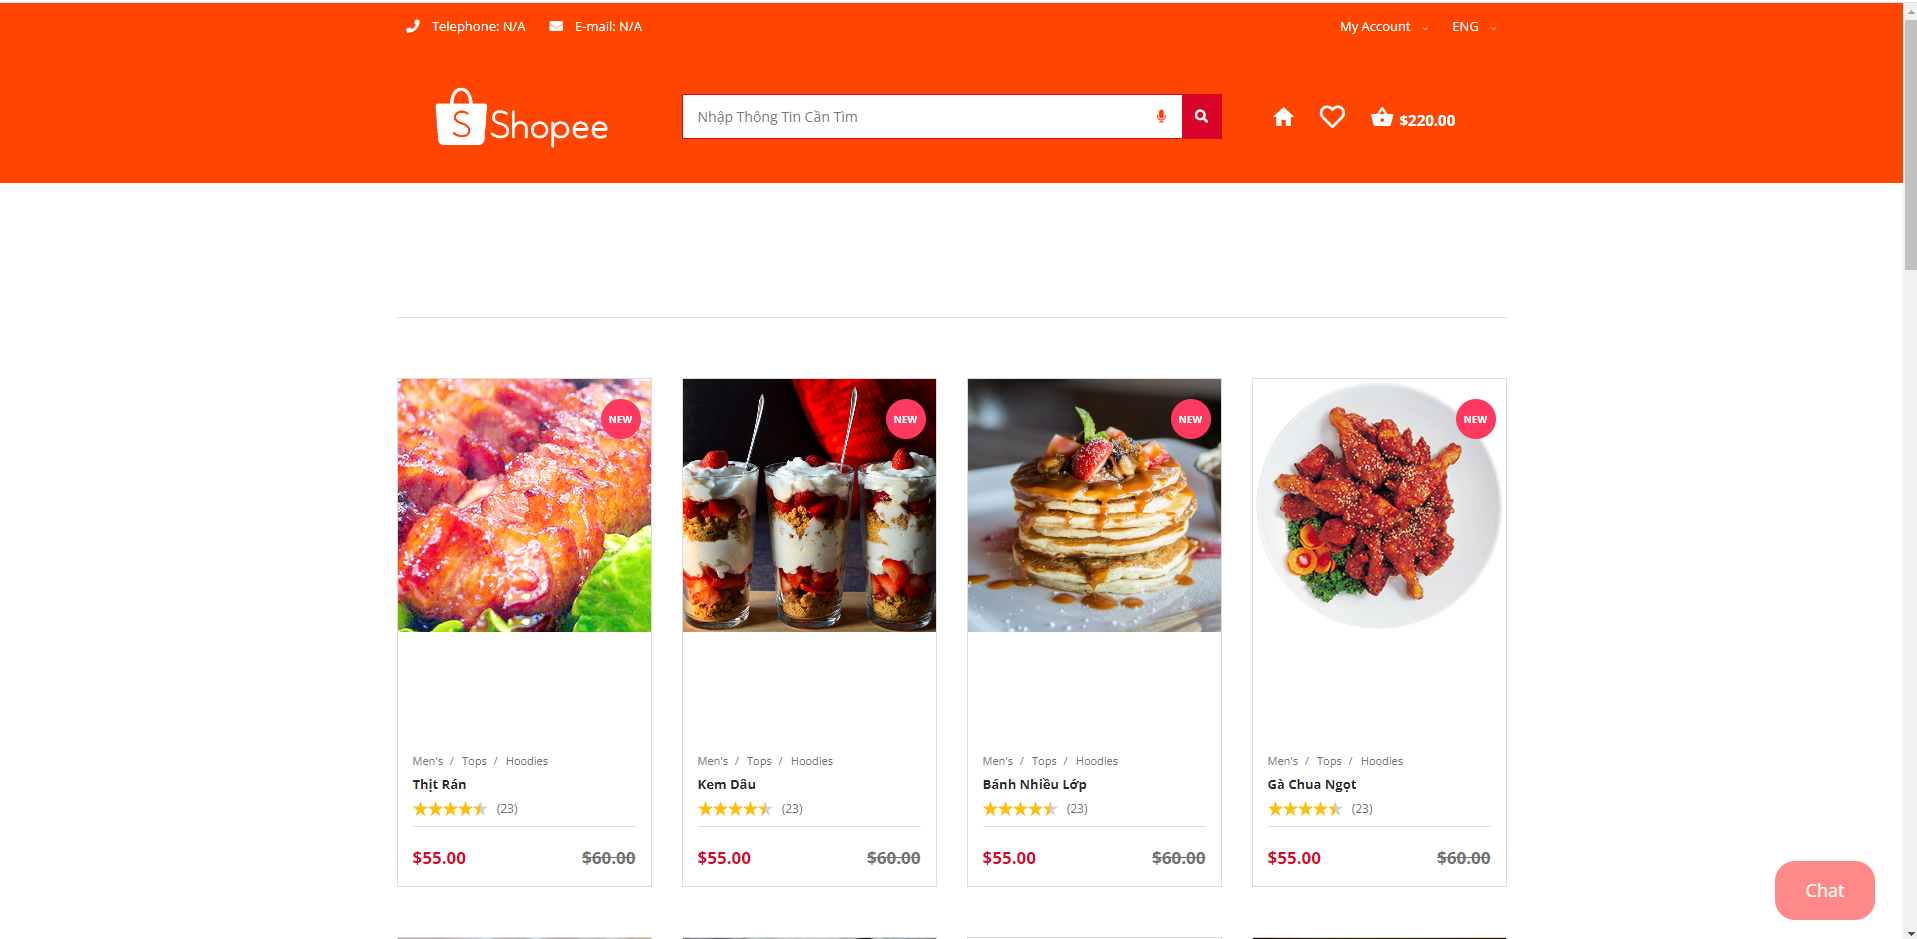 Telephone: N/A E-mail: N/A My Account ENG
S Shopee
Nhập Thông Tin Cần Tìm
$220.00
NEW NEW NEW NEW
Men's / Tops / Hoodies
Thịt Rán
(23)
$55.00 $60.00
Men's / Tops / Hoodies
Kem Dâu
(23)
$55.00 $60.00
Men's / Tops / Hoodies
Bánh Nhiều Lớp
(23)
$55.00 $60.00
Men's / Tops / Hoodies
Gà Chua Ngọt
(23)
$55.00 $60.00
Chat